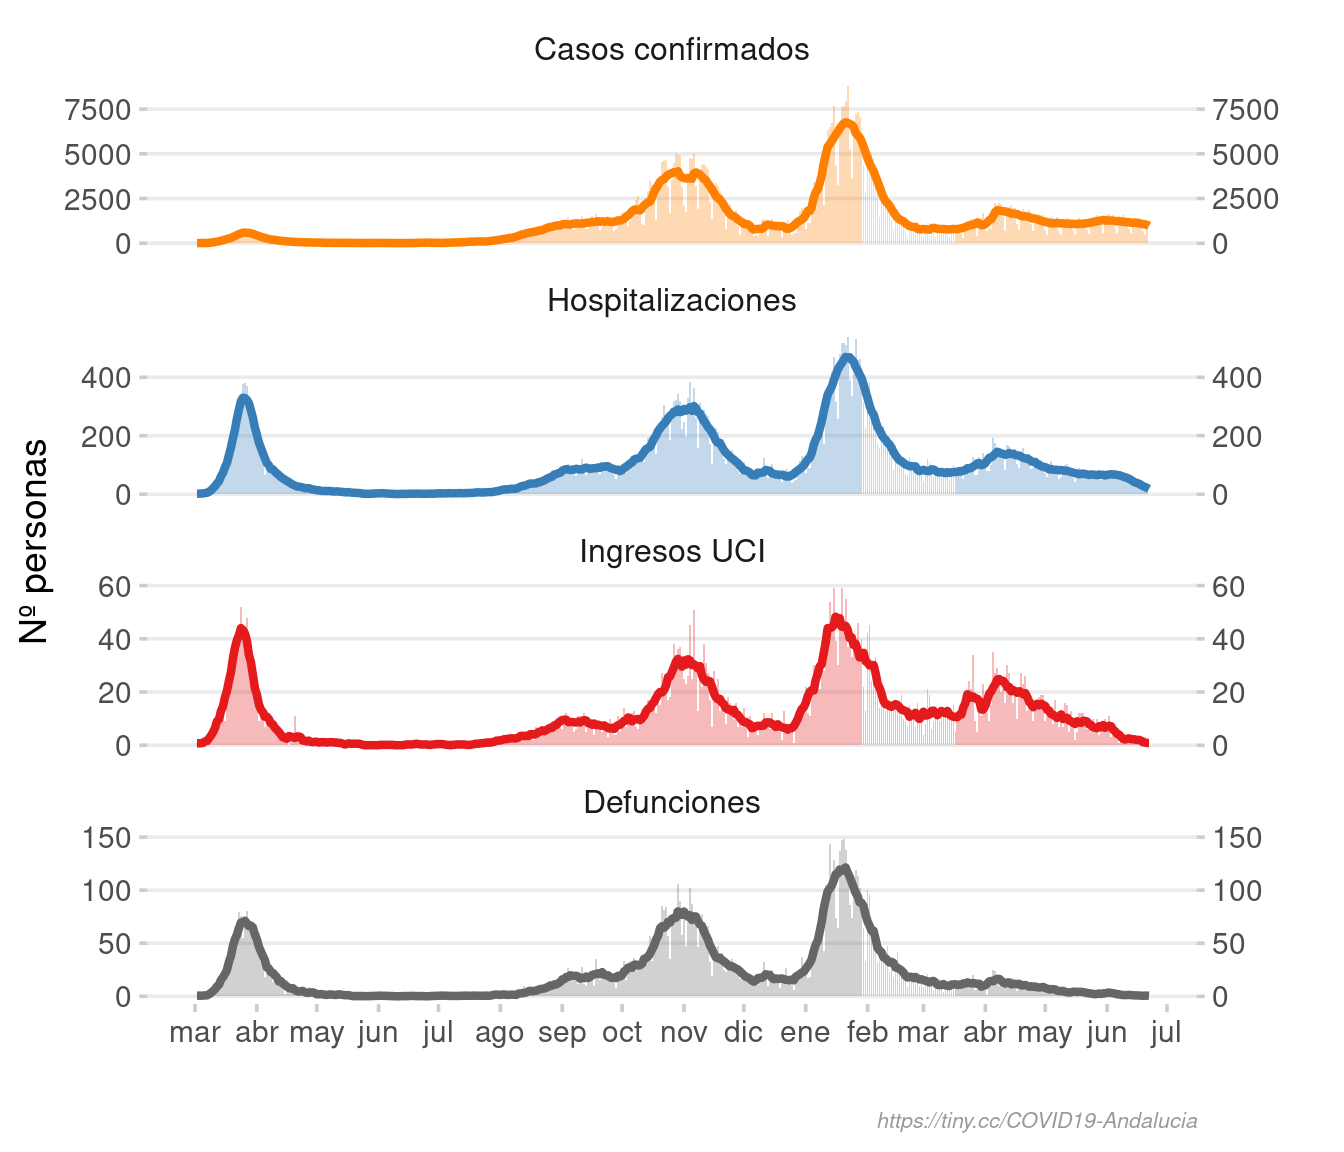 Casos confirmados
7500 7500
5000 5000
2500 2500
0 0
Hospitalizaciones
400 400
200 200
0 0
Nº personas
Ingresos UCI
60 60
40 40
20 20
0 0
Defunciones
150 150
100 100
50 50
0 0
mar abr may jun jul ago sep oct nov dic ene feb mar abr may jun jul
https://tiny.cc/COVID19-Andalucia